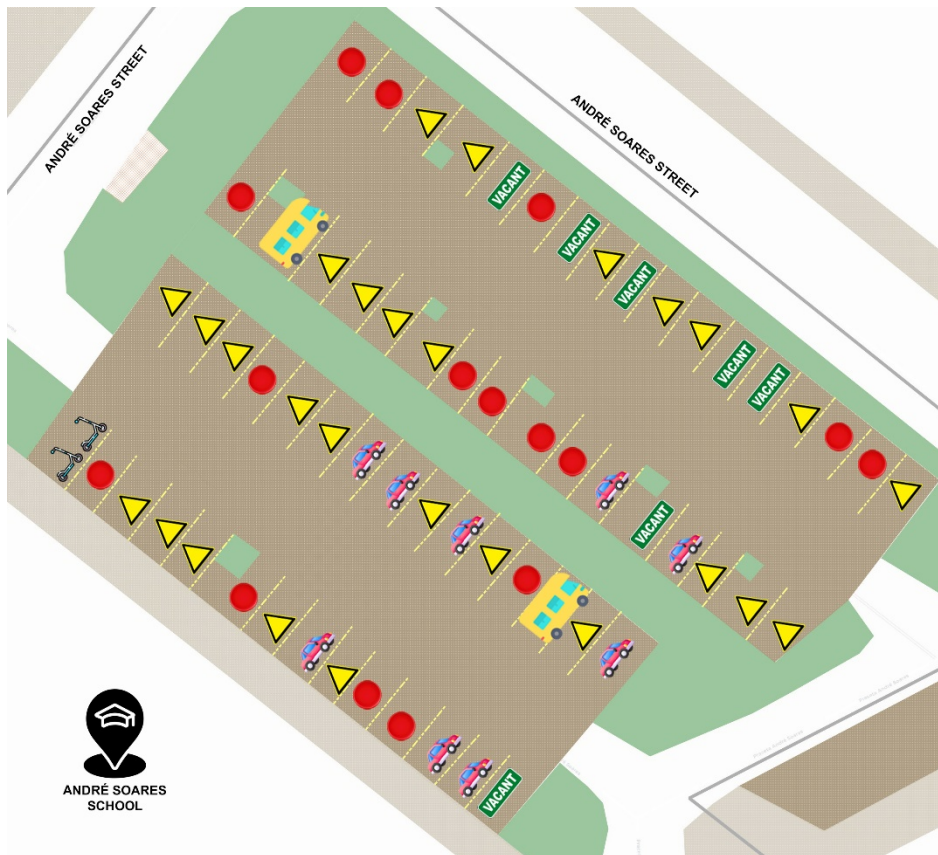 ANDRÉ SOARES STREET
ANDRÉ SOARES STREET
VACANT
VACANT
VACANT
VACANT
VACANT
VACANT
VACANT
ANDRÉ SOARES
SCHOOL